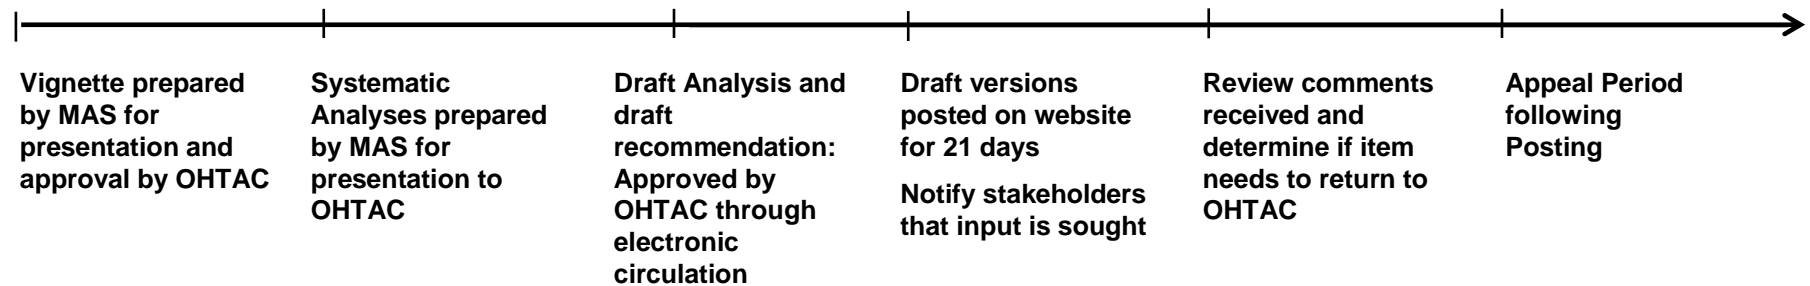 Vignette prepared
by MAS for
presentation and
approval by OHTAC
Systematic
Analyses prepared
by MAS for
presentation to
OHTAC
Draft Analysis and
draft
recommendation:
Approved by
OHTAC through
electronic
circulation
Draft versions
posted on website
for 21 days
Notify stakeholders
that input is sought
Review comments
received and
determine if item
needs to return to
OHTAC
Appeal Period
following
Posting